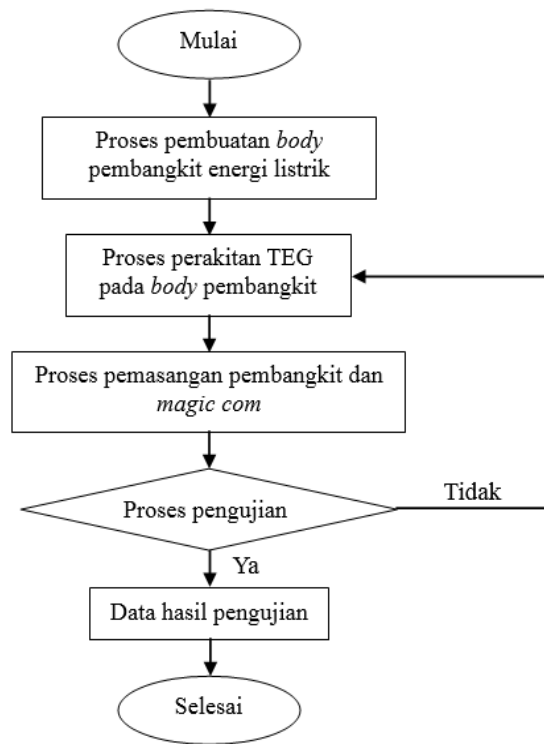 Mulai
Proses pembuatan body
pembangkit energi listrik
Proses perakitan TEG
pada body pembangkit
Proses pemasangan pembangkit dan
magic com
Proses pengujian
Tidak
Ya
Data hasil pengujian
Selesai